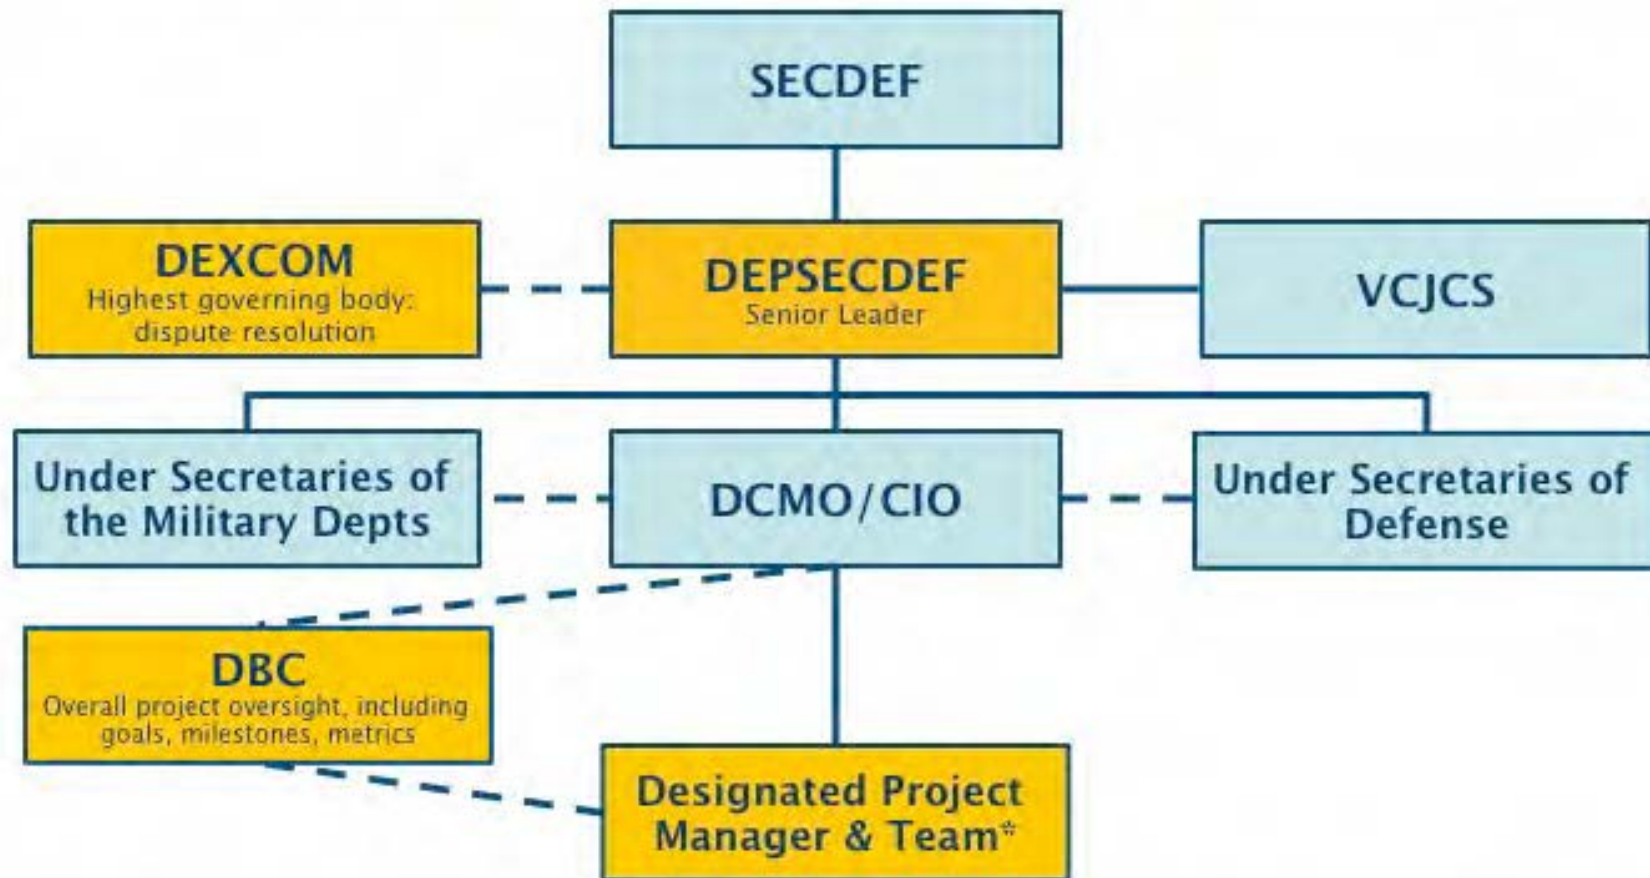 SECDEF
DEXCOM
Highest governing body:
dispute resolution
DEPSECDEF
Senior Leader
VCJCS
Under Secretaries of
the Military Depts
DCMO/CIO
Under Secretaries of
Defense
DBC
Overall project oversight, including
goals, milestones, metrics
Designated Project
Manager & Team*